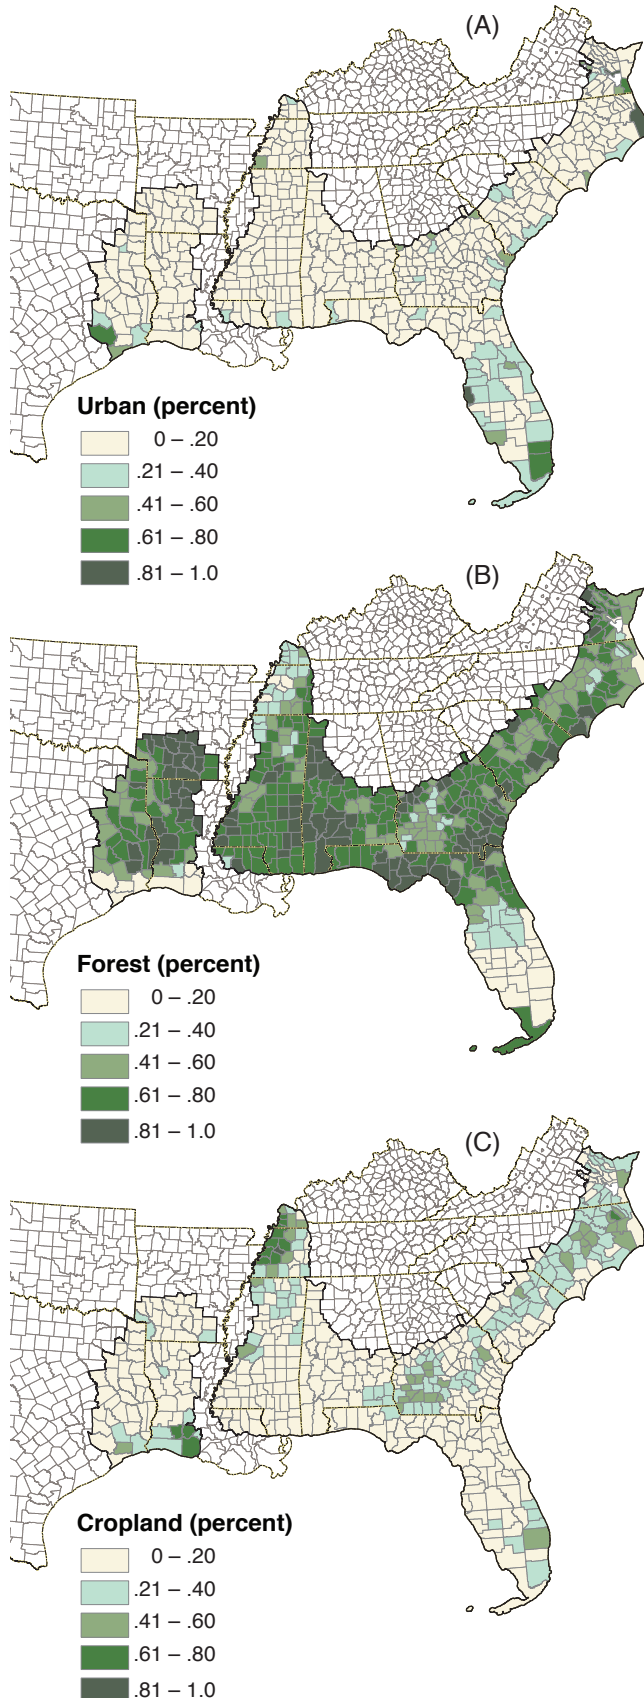 (A)
Urban (percent)
0 – .20
.21 – .40
.41 – .60
.61 – .80
.81 – 1.0
(B)
Forest (percent)
0 – .20
.21 – .40
.41 – .60
.61 – .80
.81 – 1.0
(C)
Cropland (percent)
0 – .20
.21 – .40
.41 – .60
.61 – .80
.81 – 1.0